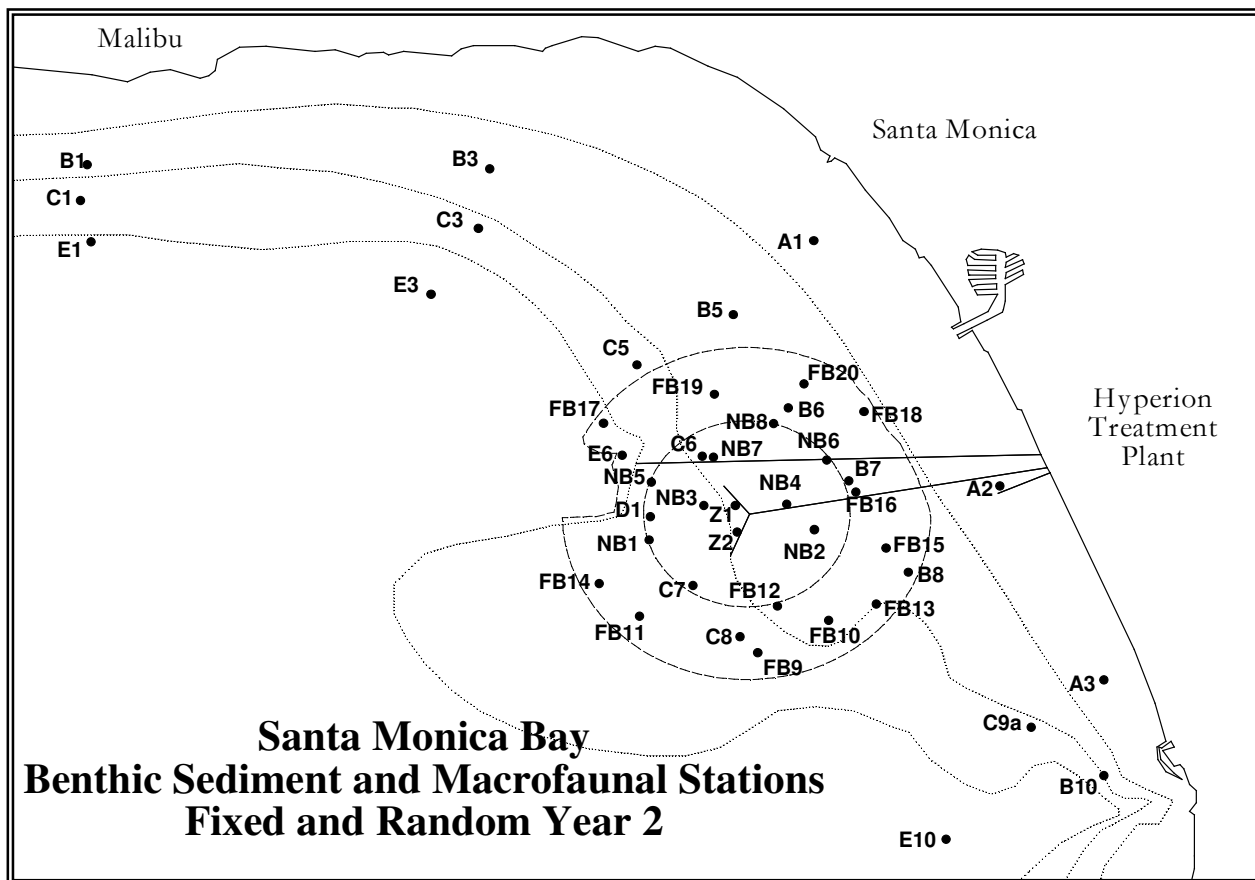 Malibu
Santa Monica
B1
B3
C1
C3
E1
A1
E3
B5
C5
FB20
FB19
Hyperion
Treatment
Plant
FB17
B6
FB18
NB8
C6
NB7
NB6
E6
NB5
B7
A2
NB3
NB4
FB16
D1
Z1
Z2
NB1
NB2
FB15
B8
FB14
C7
FB12
FB13
FB11
FB10
C8
FB9
A3
C9a
Santa Monica Bay
Benthic Sediment and Macrofaunal Stations
Fixed and Random Year 2
B10
E10